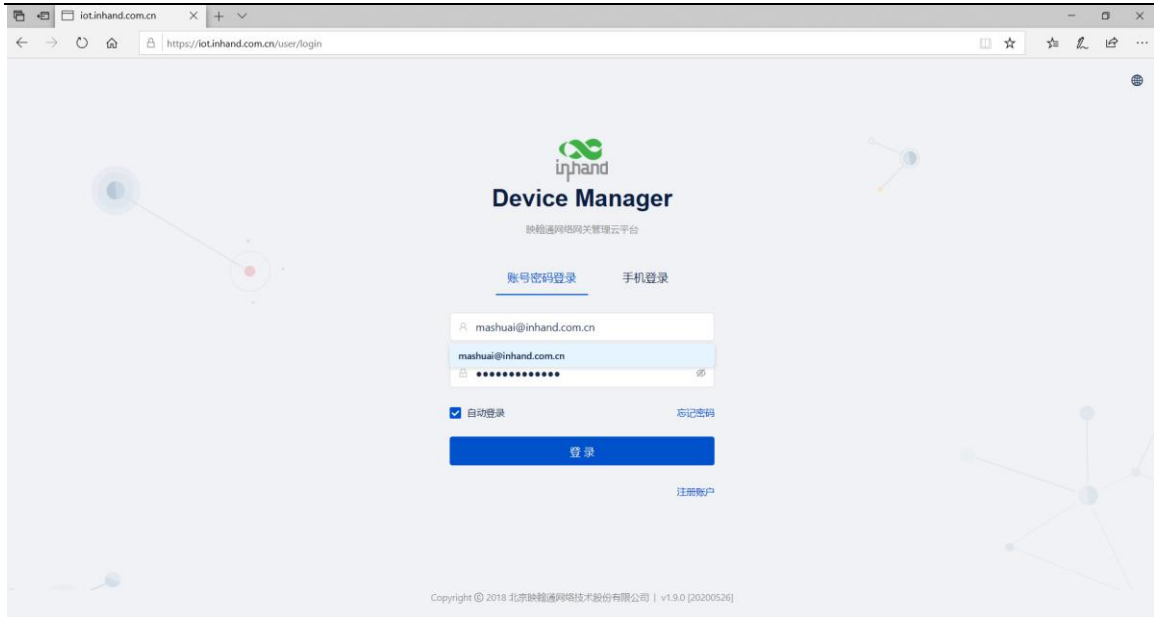 iot.inhand.com.cn
https://iot.inhand.com.cn/user/login
inhand
Device Manager
映翰通网络网关管理云平台
账号密码登录 手机登录
mashuai@inhand.com.cn
mashuai@inhand.com.cn
•••••••••••••
自动登录 忘记密码
登 录
注册账户
Copyright © 2018 北京映翰通网络技术股份有限公司 | v1.9.0 [20200526]